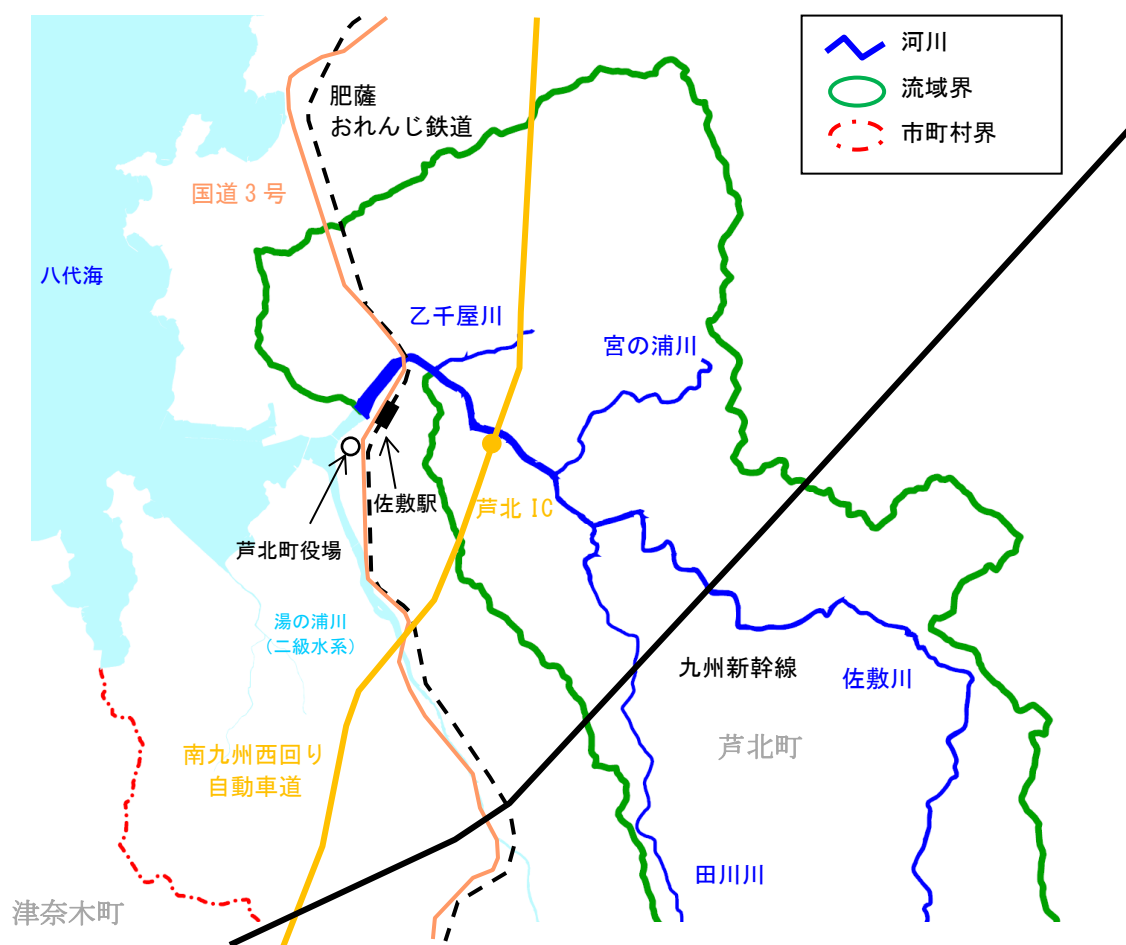 河川
流域界
市町村界
肥薩
おれんじ鉄道
国道3号
八代海
乙千屋川
宮の浦川
佐敷駅
芦北IC
芦北町役場
湯の浦川
(二級水系)
九州新幹線
佐敷川
南九州西回り
自動車道
芦北町
田川川
津奈木町